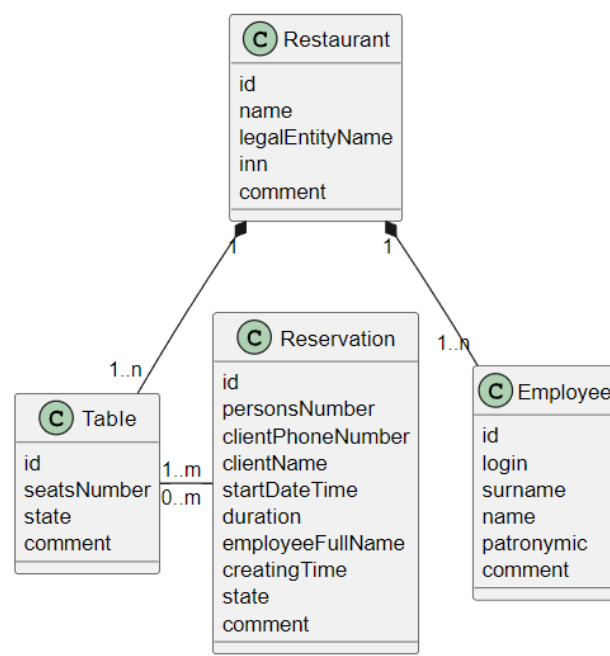 C Restaurant
id
name
legalEntityName
inn
comment
1
1
1..n
1..n
C Table
id
seatsNumber
state
comment
1..m
0..m
C Reservation
id
personsNumber
clientPhoneNumber
clientName
startDateTime
duration
employeeFullName
creatingTime
state
comment
C Employee
id
login
surname
name
patronymic
comment